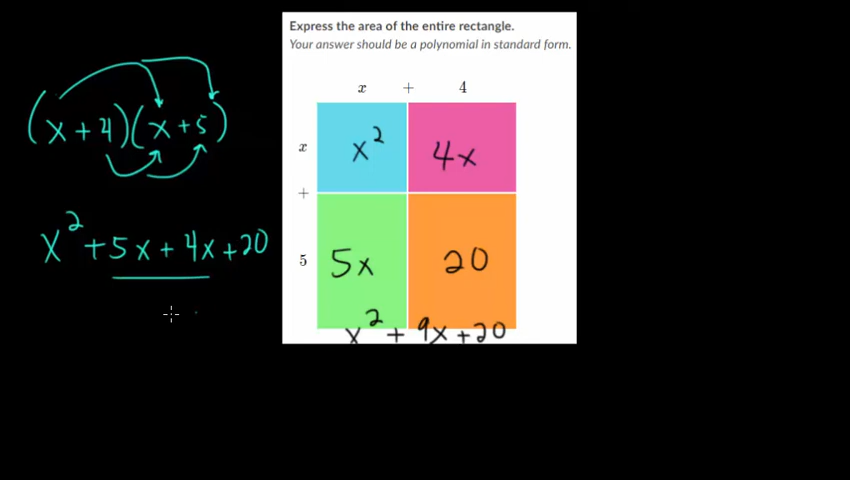 Express the area of the entire rectangle.
Your answer should be a polynomial in standard form.
x + 4
(x + 4)(x + 5)
x x² 4x
+
x² + 5x + 4x + 20
5 5x 20
x² + 9x + 20